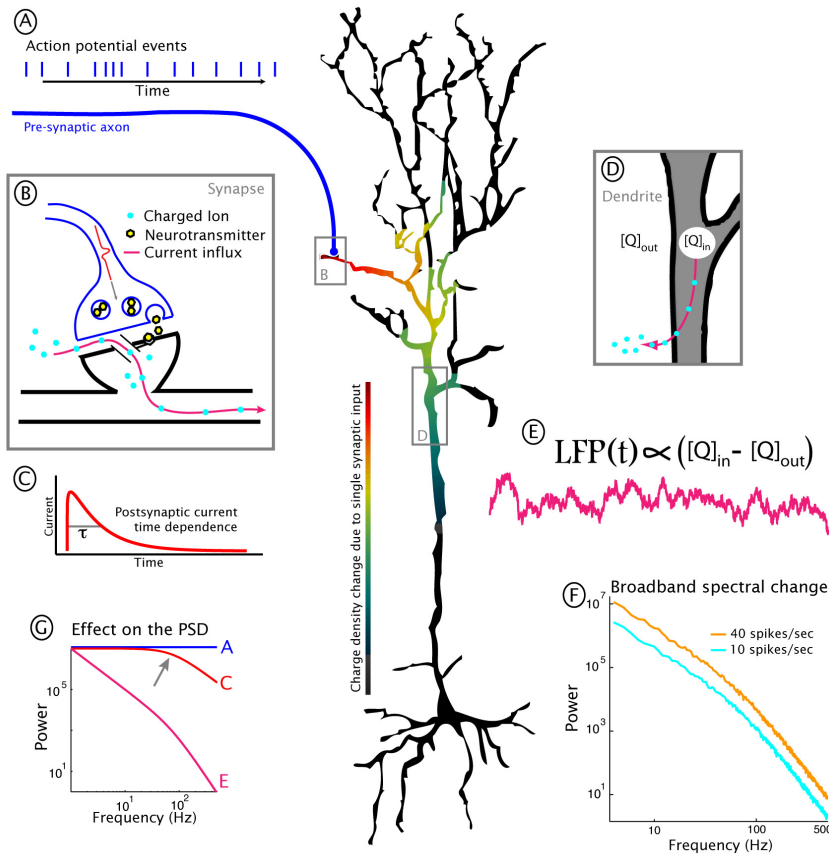 A
Action potential events
Time
Pre-synaptic axon
B
Synapse
Charged Ion
Neurotransmitter
Current influx
B
D
Dendrite
[Q]out
[Q]in
C
Current
Postsynaptic current
time dependence
τ
Time
Charge density change due to single synaptic input
D
E
LFP(t) ∝ ([Q]in - [Q]out)
G
Effect on the PSD
A
C
E
Power
10^5
10^1
10^1
10^2
Frequency (Hz)
F
Broadband spectral change
40 spikes/sec
10 spikes/sec
Power
10^7
10^5
10^3
10^1
10
100
500
Frequency (Hz)